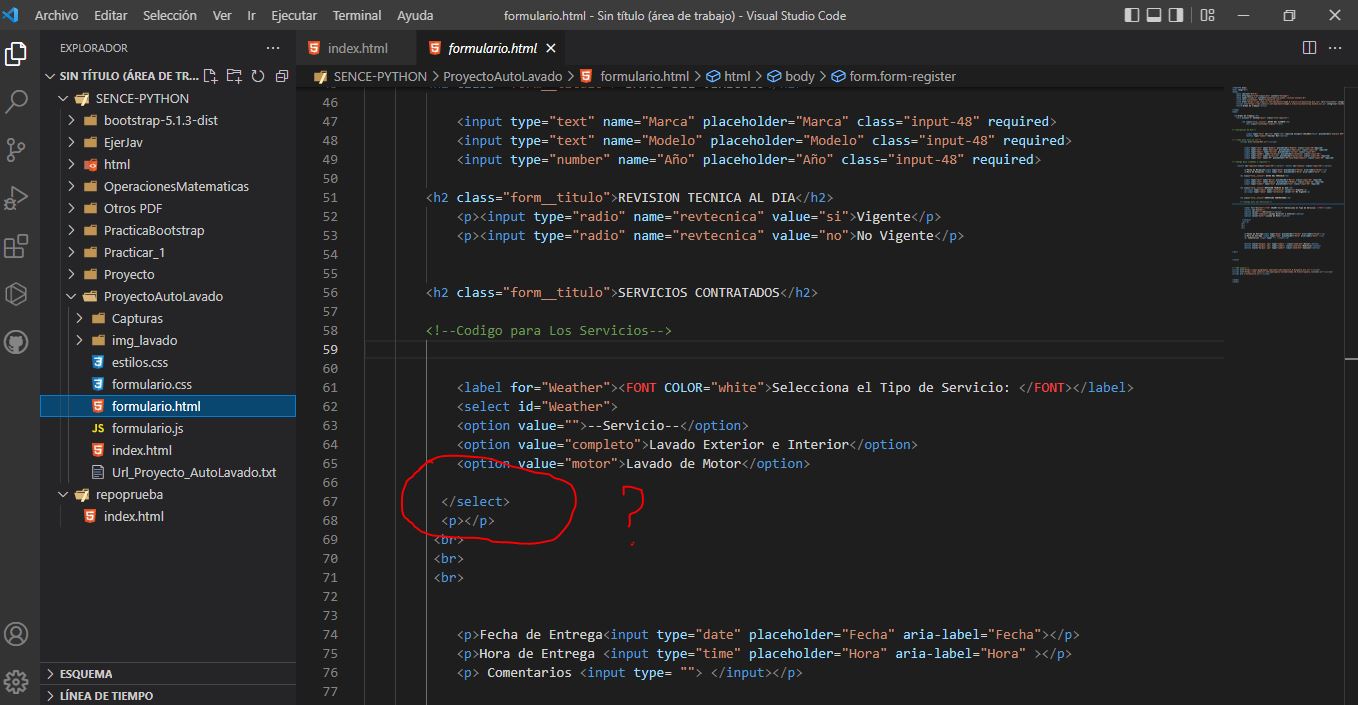 Archivo Editar Selección Ver Ir Ejecutar Terminal Ayuda
formulario.html - Sin título (área de trabajo) - Visual Studio Code
EXPLORADOR
SIN TÍTULO (ÁREA DE TR...
SENCE-PYTHON
bootstrap-5.1.3-dist
EjerJav
html
OperacionesMatematicas
Otros PDF
PracticaBootstrap
Practicar_1
Proyecto
ProyectoAutoLavado
Capturas
img_lavado
estilos.css
formulario.css
formulario.html
JS formulario.js
index.html
Url_Proyecto_AutoLavado.txt
repoprueba
index.html
ESQUEMA
LÍNEA DE TIEMPO
index.html
formulario.html
SENCE-PYTHON > ProyectoAutoLavado > formulario.html > html > body > form.form-register
46
47 <input type="text" name="Marca" placeholder="Marca" class="input-48" required>
48 <input type="text" name="Modelo" placeholder="Modelo" class="input-48" required>
49 <input type="number" name="Año" placeholder="Año" class="input-48" required>
50
51 <h2 class="form__titulo">REVISION TECNICA AL DIA</h2>
52 <p><input type="radio" name="revtecnica" value="si">Vigente</p>
53 <p><input type="radio" name="revtecnica" value="no">No Vigente</p>
54
55
56 <h2 class="form__titulo">SERVICIOS CONTRATADOS</h2>
57
58 <!--Codigo para Los Servicios-->
59
60
61 <label for="Weather"><FONT COLOR="white">Selecciona el Tipo de Servicio: </FONT></label>
62 <select id="Weather">
63 <option value="">--Servicio--</option>
64 <option value="completo">Lavado Exterior e Interior</option>
65 <option value="motor">Lavado de Motor</option>
66
67 </select>
68 <p></p>
69 <br>
70 <br>
71 <br>
72
73
74 <p>Fecha de Entrega<input type="date" placeholder="Fecha" aria-label="Fecha"></p>
75 <p>Hora de Entrega <input type="time" placeholder="Hora" aria-label="Hora" ></p>
76 <p> Comentarios <input type= ""> </input></p>
77
?